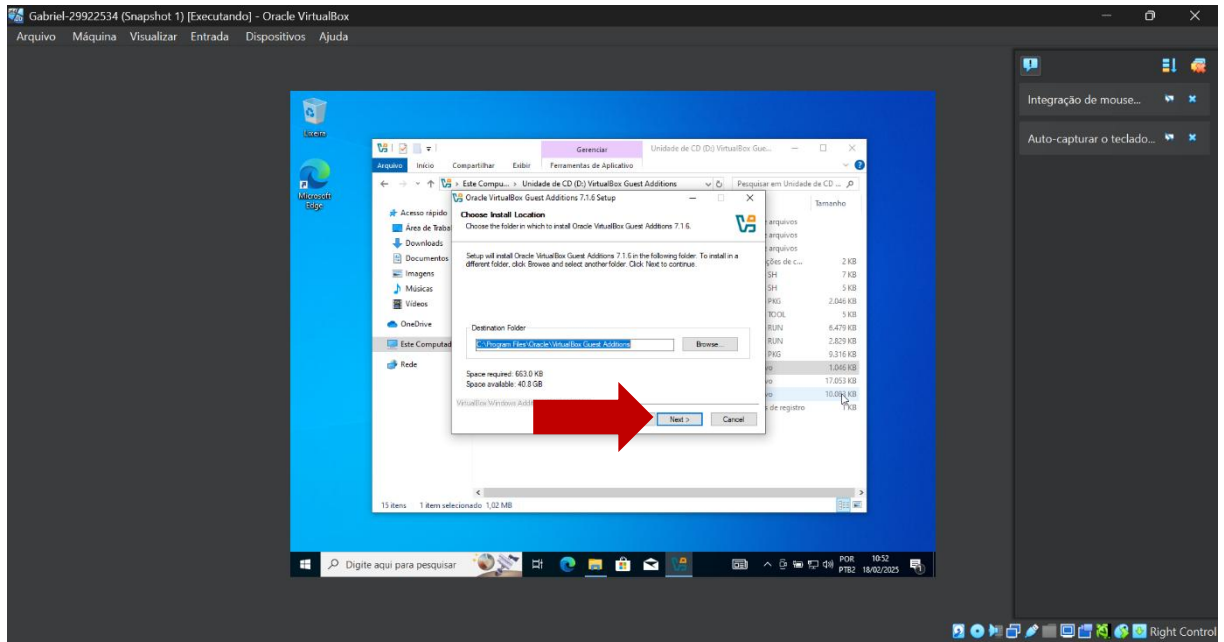 Gabriel-29922534 (Snapshot 1) [Executando] - Oracle VirtualBox
Arquivo Máquina Visualizar Entrada Dispositivos Ajuda
Integração de mouse...
Auto-capturar o teclado...
Lixeira
Microsoft Edge
Gerenciar
Unidade de CD (D:) VirtualBox Gue...
Arquivo Início Compartilhar Exibir Ferramentas de Aplicativo
Este Compu... › Unidade de CD (D:) VirtualBox Guest Additions
Pesquisar em Unidade de CD ...
Oracle VirtualBox Guest Additions 7.1.6 Setup
Choose Install Location
Choose the folder in which to install Oracle VirtualBox Guest Additions 7.1.6.
Setup will install Oracle VirtualBox Guest Additions 7.1.6 in the following folder. To install in a
different folder, click Browse and select another folder. Click Next to continue.
Destination Folder
C:\Program Files\Oracle\VirtualBox Guest Additions
Browse...
Space required: 663.0 KB
Space available: 40.8 GB
VirtualBox Windows Addit
Next >
Cancel
Acesso rápido
Área de Traba
Downloads
Documentos
Imagens
Músicas
Vídeos
OneDrive
Este Computad
Rede
Tamanho
arquivos
arquivos
arquivos
ções de c... 2 KB
SH 7 KB
SH 5 KB
PKG 2.046 KB
TOOL 5 KB
RUN 6.479 KB
RUN 2.829 KB
PKG 9.316 KB
vo 1.046 KB
vo 17.053 KB
vo
s de registro 1 KB
15 itens 1 item selecionado 1,02 MB
Digite aqui para pesquisar
POR
PTB2
10:52
18/02/2025
Right Control